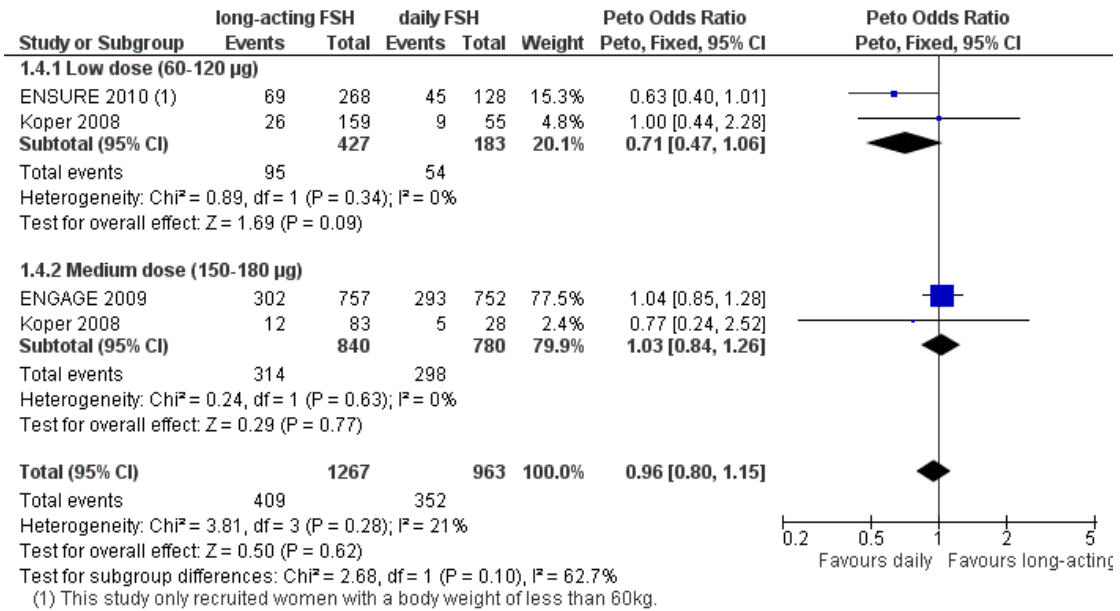 long-acting FSH daily FSH Peto Odds Ratio Peto Odds Ratio
Study or Subgroup Events Total Events Total Weight Peto, Fixed, 95% CI Peto, Fixed, 95% CI
1.4.1 Low dose (60-120 µg)
ENSURE 2010 (1) 69 268 45 128 15.3% 0.63 [0.40, 1.01]
Koper 2008 26 159 9 55 4.8% 1.00 [0.44, 2.28]
Subtotal (95% CI) 427 183 20.1% 0.71 [0.47, 1.06]
Total events 95 54
Heterogeneity: Chi² = 0.89, df = 1 (P = 0.34); I² = 0%
Test for overall effect: Z = 1.69 (P = 0.09)
1.4.2 Medium dose (150-180 µg)
ENGAGE 2009 302 757 293 752 77.5% 1.04 [0.85, 1.28]
Koper 2008 12 83 5 28 2.4% 0.77 [0.24, 2.52]
Subtotal (95% CI) 840 780 79.9% 1.03 [0.84, 1.26]
Total events 314 298
Heterogeneity: Chi² = 0.24, df = 1 (P = 0.63); I² = 0%
Test for overall effect: Z = 0.29 (P = 0.77)
Total (95% CI) 1267 963 100.0% 0.96 [0.80, 1.15]
Total events 409 352
Heterogeneity: Chi² = 3.81, df = 3 (P = 0.28); I² = 21%
Test for overall effect: Z = 0.50 (P = 0.62)
Test for subgroup differences: Chi² = 2.68, df = 1 (P = 0.10), I² = 62.7%
(1) This study only recruited women with a body weight of less than 60kg.
0.2 0.5 1 2 5
Favours daily Favours long-acting